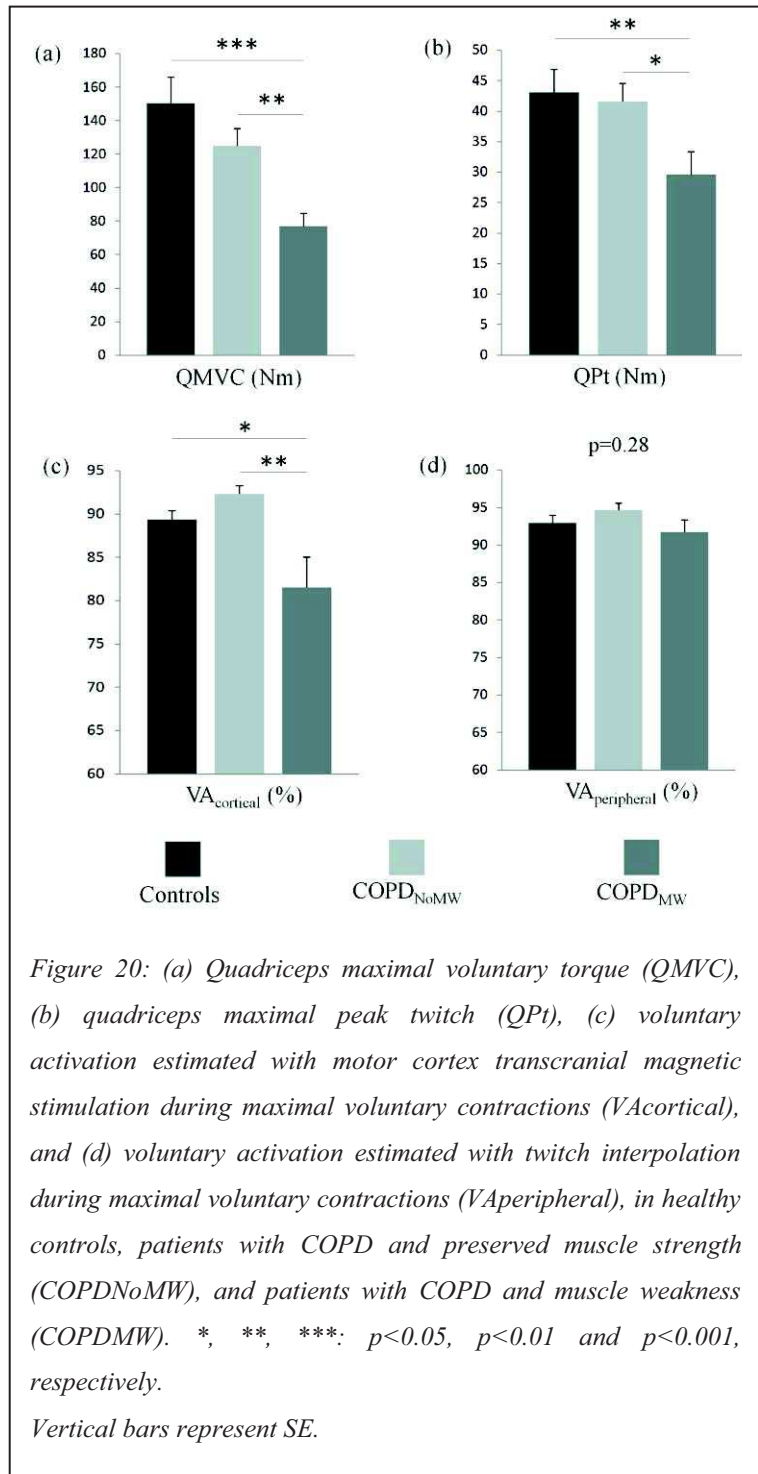 (a)
***
**
180
160
140
120
100
80
60
40
20
0
QMVC (Nm)
(b)
**
*
50
45
40
35
30
25
20
15
10
5
0
QPt (Nm)
(c)
*
**
95
90
85
80
75
70
65
60
VAcortical (%)
(d)
p=0.28
100
95
90
85
80
75
70
65
60
VAperipheral (%)
Controls
COPDNoMW
COPDMW
Figure 20: (a) Quadriceps maximal voluntary torque (QMVC),
(b) quadriceps maximal peak twitch (QPt), (c) voluntary
activation estimated with motor cortex transcranial magnetic
stimulation during maximal voluntary contractions (VAcortical),
and (d) voluntary activation estimated with twitch interpolation
during maximal voluntary contractions (VAperipheral), in healthy
controls, patients with COPD and preserved muscle strength
(COPDNoMW), and patients with COPD and muscle weakness
(COPDMW). *, **, ***: p<0.05, p<0.01 and p<0.001,
respectively.
Vertical bars represent SE.